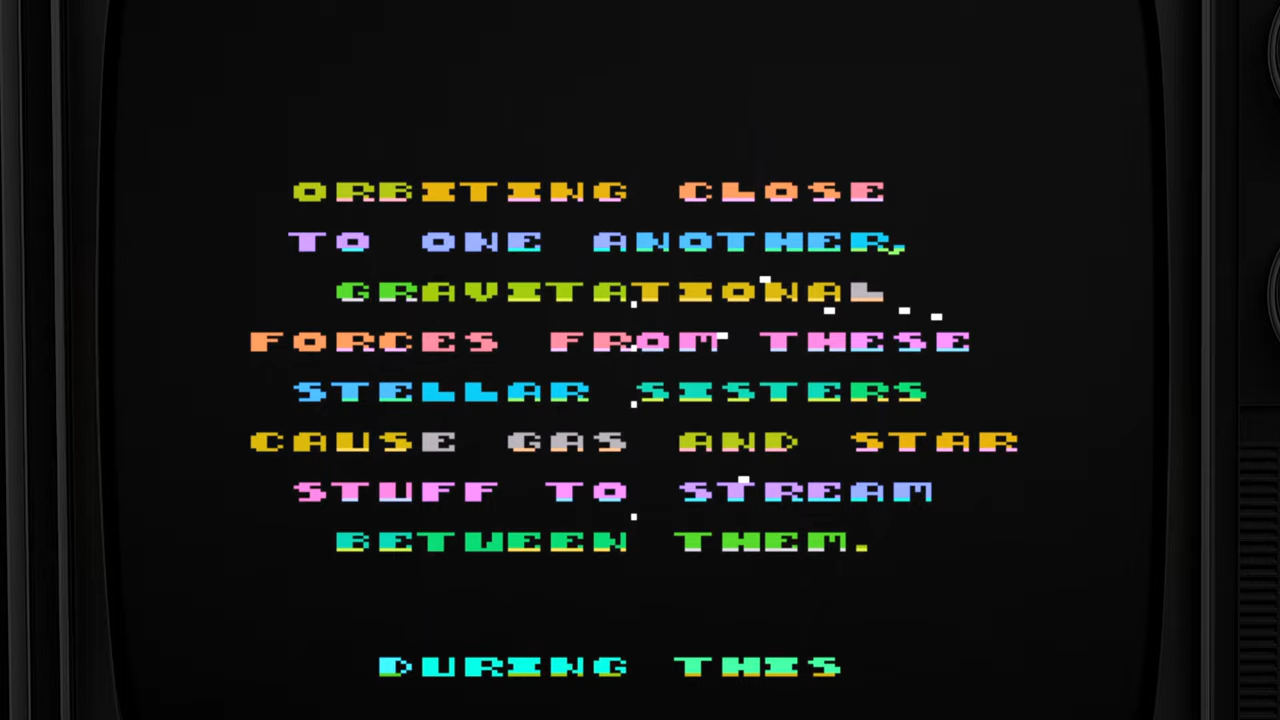 ORBITING CLOSE
TO ONE ANOTHER,
GRAVITATIONAL
FORCES FROM THESE
STELLAR SISTERS
CAUSE GAS AND STAR
STUFF TO STREAM
BETWEEN THEM.
DURING THIS